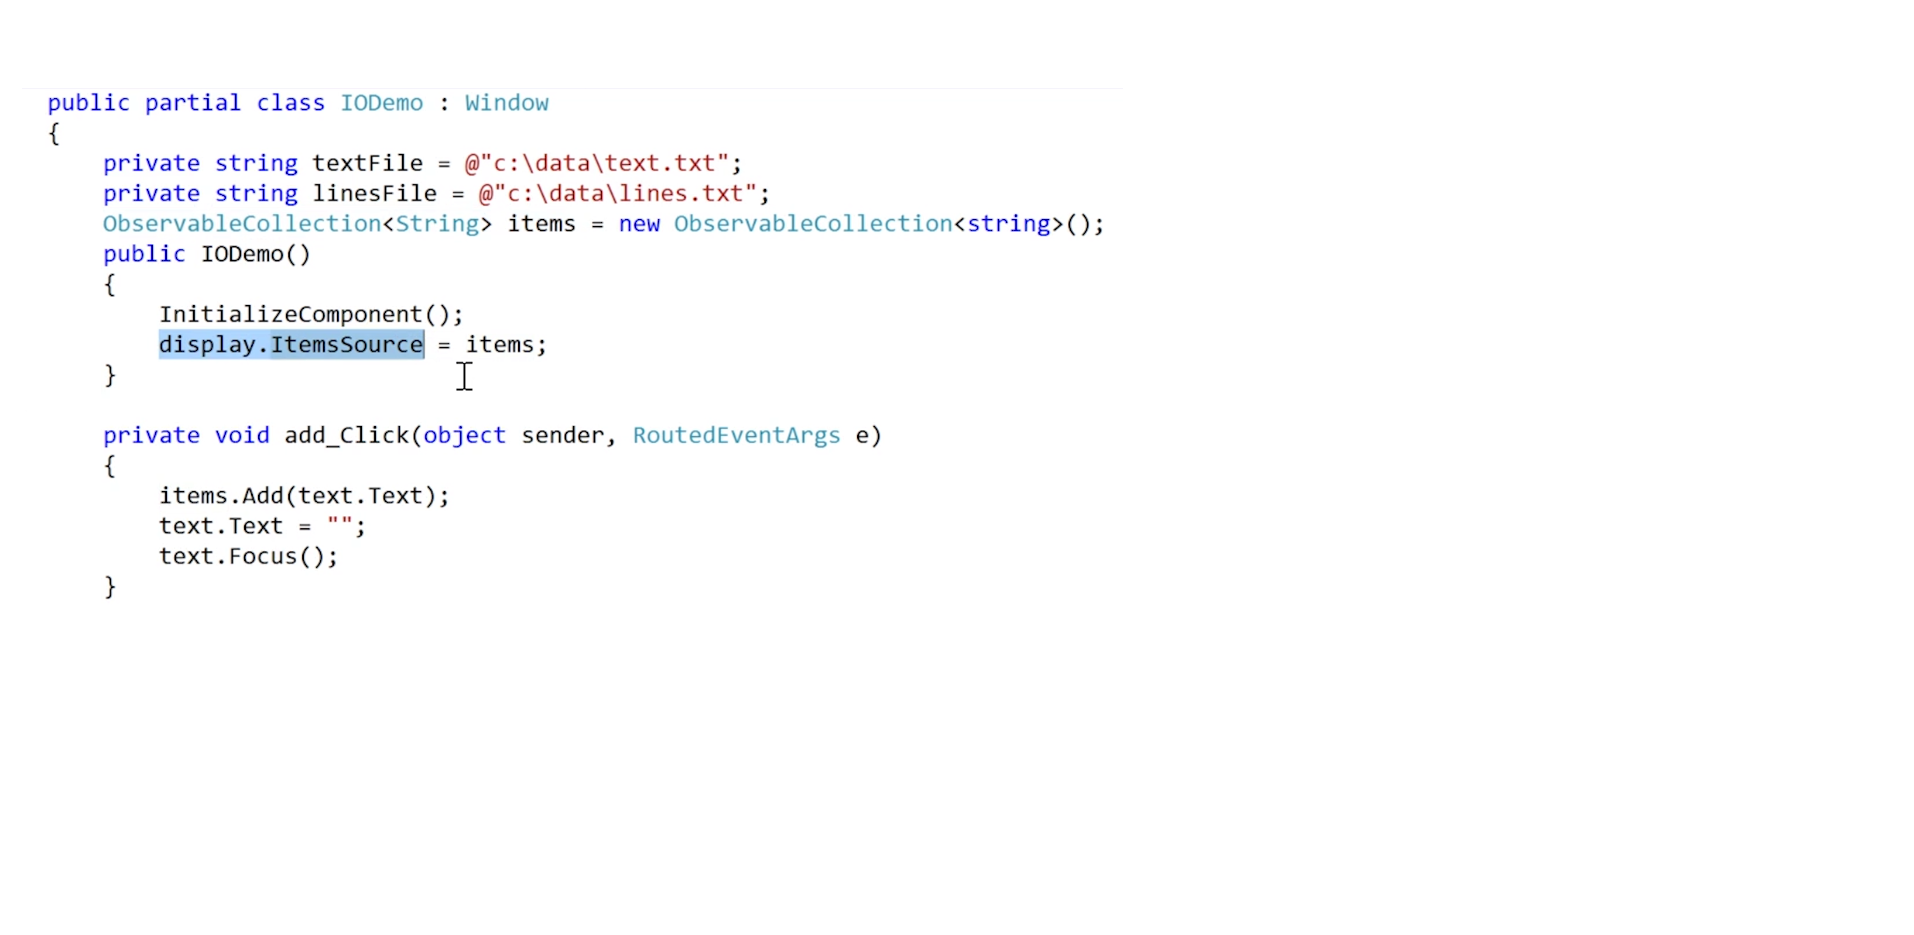 public partial class IODemo : Window
{
private string textFile = @"c:\data\text.txt";
private string linesFile = @"c:\data\lines.txt";
ObservableCollection<String> items = new ObservableCollection<string>();
public IODemo()
{
InitializeComponent();
display.ItemsSource = items;
}
private void add_Click(object sender, RoutedEventArgs e)
{
items.Add(text.Text);
text.Text = "";
text.Focus();
}